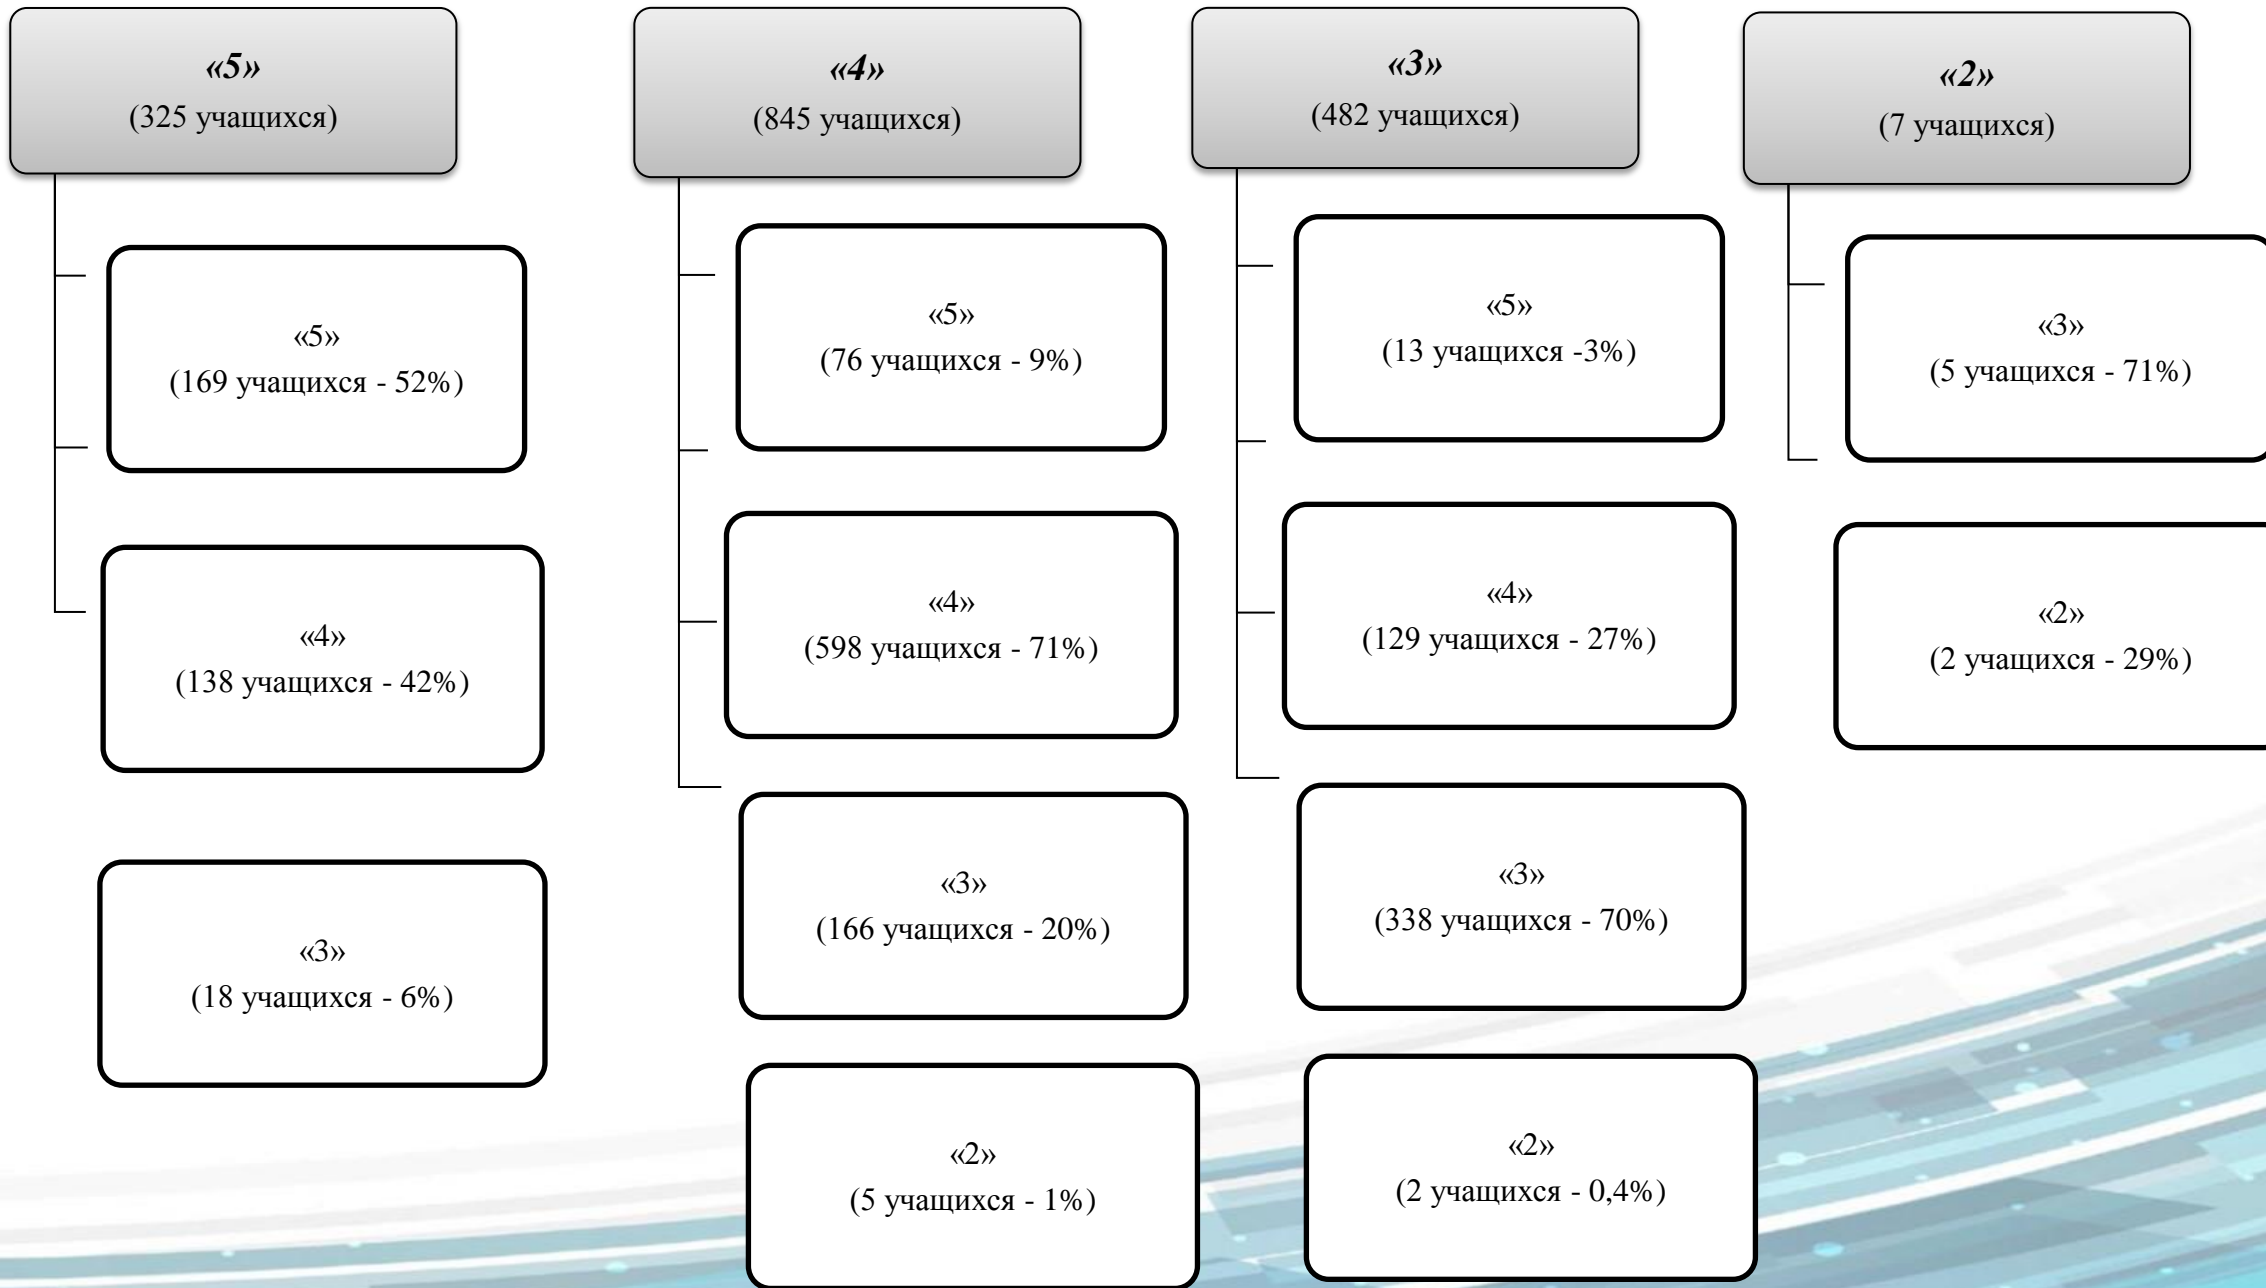 «5»
(325 учащихся)
«5»
(169 учащихся - 52%)
«4»
(138 учащихся - 42%)
«3»
(18 учащихся - 6%)
«4»
(845 учащихся)
«5»
(76 учащихся - 9%)
«4»
(598 учащихся - 71%)
«3»
(166 учащихся - 20%)
«2»
(5 учащихся - 1%)
«3»
(482 учащихся)
«5»
(13 учащихся -3%)
«4»
(129 учащихся - 27%)
«3»
(338 учащихся - 70%)
«2»
(2 учащихся - 0,4%)
«2»
(7 учащихся)
«3»
(5 учащихся - 71%)
«2»
(2 учащихся - 29%)